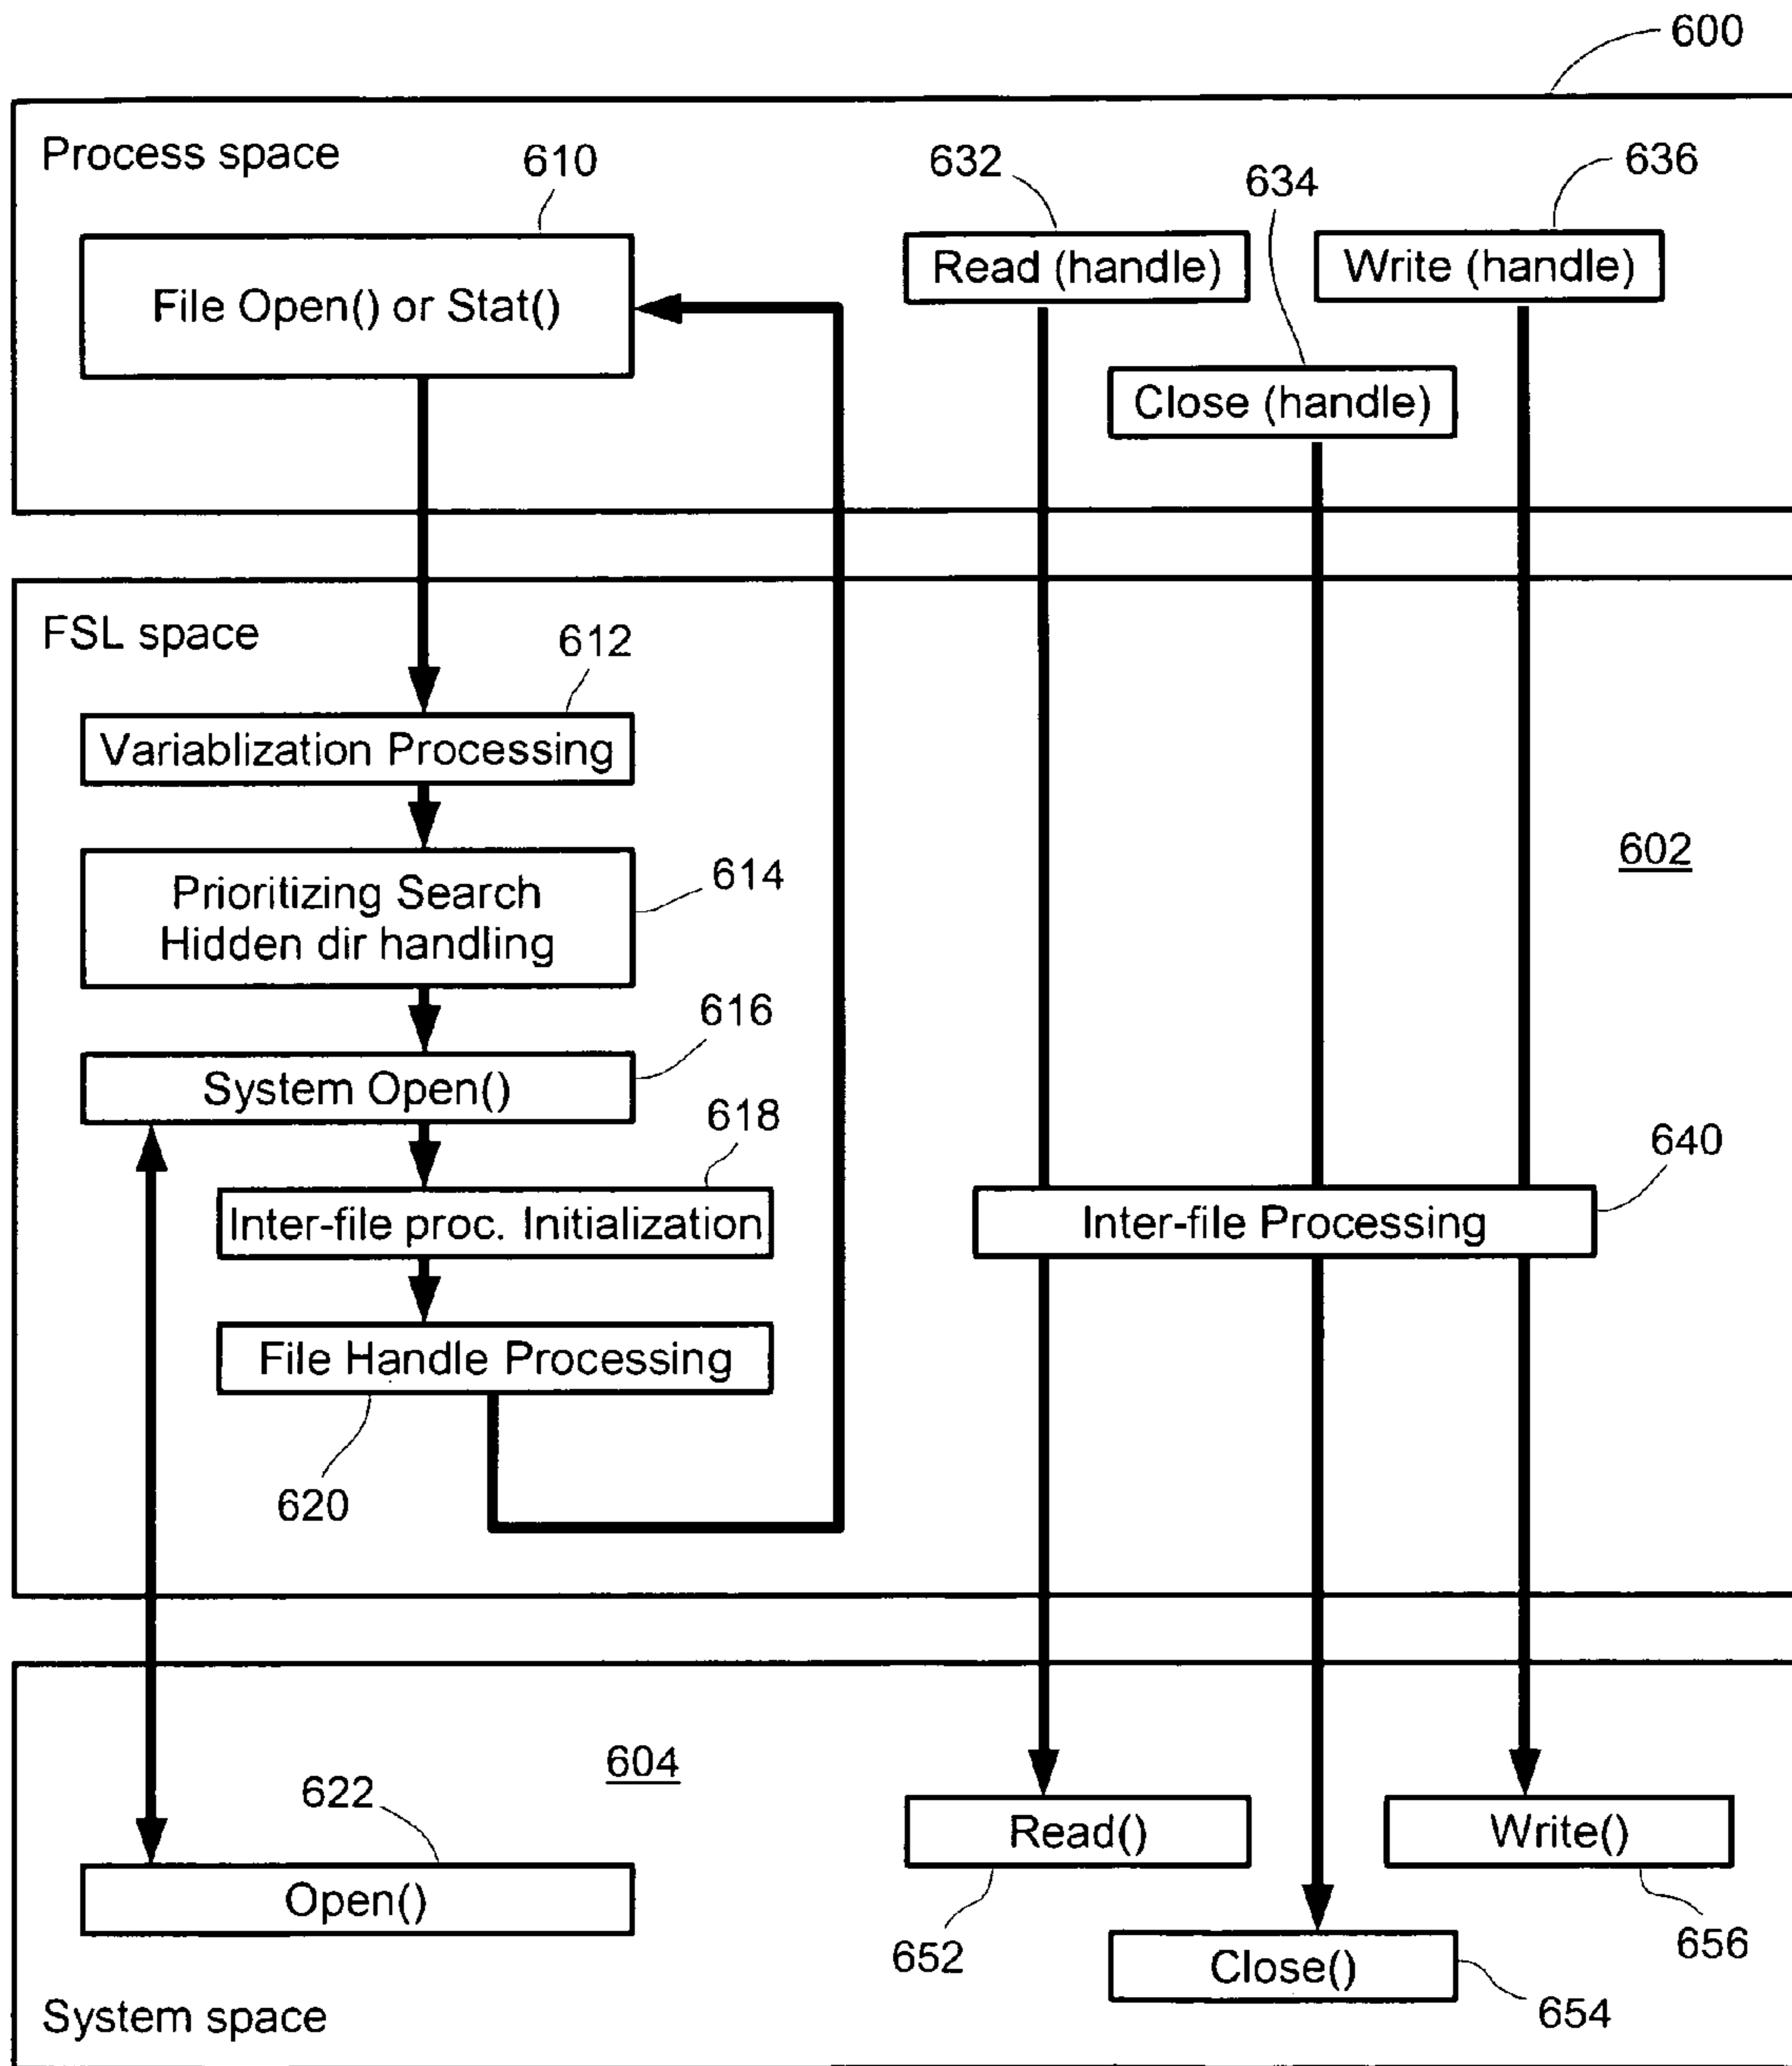 600
Process space
610
632
634
636
File Open() or Stat()
Read (handle)
Write (handle)
Close (handle)
FSL space
612
Variablization Processing
602
614
Prioritizing Search
Hidden dir handling
616
System Open()
618
640
Inter-file proc. Initialization
Inter-file Processing
File Handle Processing
620
604
622
Read()
Write()
Open()
652
656
Close()
654
System space